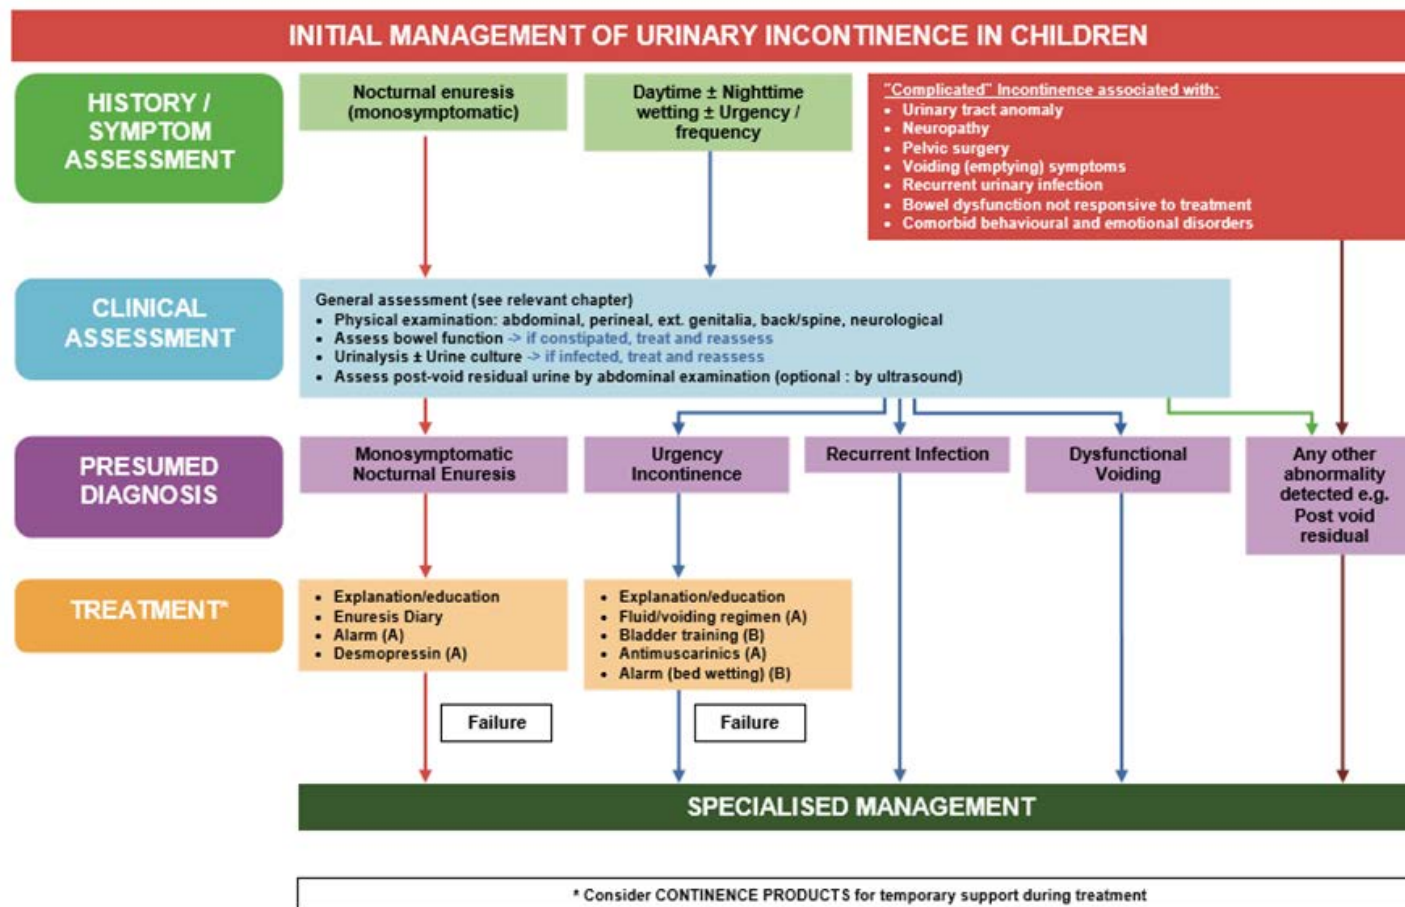 INITIAL MANAGEMENT OF URINARY INCONTINENCE IN CHILDREN
HISTORY /
SYMPTOM
ASSESSMENT
Nocturnal enuresis
(monosymptomatic)
Daytime ± Nighttime
wetting ± Urgency /
frequency
"Complicated" Incontinence associated with:
• Urinary tract anomaly
• Neuropathy
• Pelvic surgery
• Voiding (emptying) symptoms
• Recurrent urinary infection
• Bowel dysfunction not responsive to treatment
• Comorbid behavioural and emotional disorders
CLINICAL
ASSESSMENT
General assessment (see relevant chapter)
• Physical examination: abdominal, perineal, ext. genitalia, back/spine, neurological
• Assess bowel function -> if constipated, treat and reassess
• Urinalysis ± Urine culture -> if infected, treat and reassess
• Assess post-void residual urine by abdominal examination (optional : by ultrasound)
PRESUMED
DIAGNOSIS
Monosymptomatic
Nocturnal Enuresis
Urgency
Incontinence
Recurrent Infection
Dysfunctional
Voiding
Any other
abnormality
detected e.g.
Post void
residual
TREATMENT*
• Explanation/education
• Enuresis Diary
• Alarm (A)
• Desmopressin (A)
• Explanation/education
• Fluid/voiding regimen (A)
• Bladder training (B)
• Antimuscarinics (A)
• Alarm (bed wetting) (B)
Failure
Failure
SPECIALISED MANAGEMENT
* Consider CONTINENCE PRODUCTS for temporary support during treatment